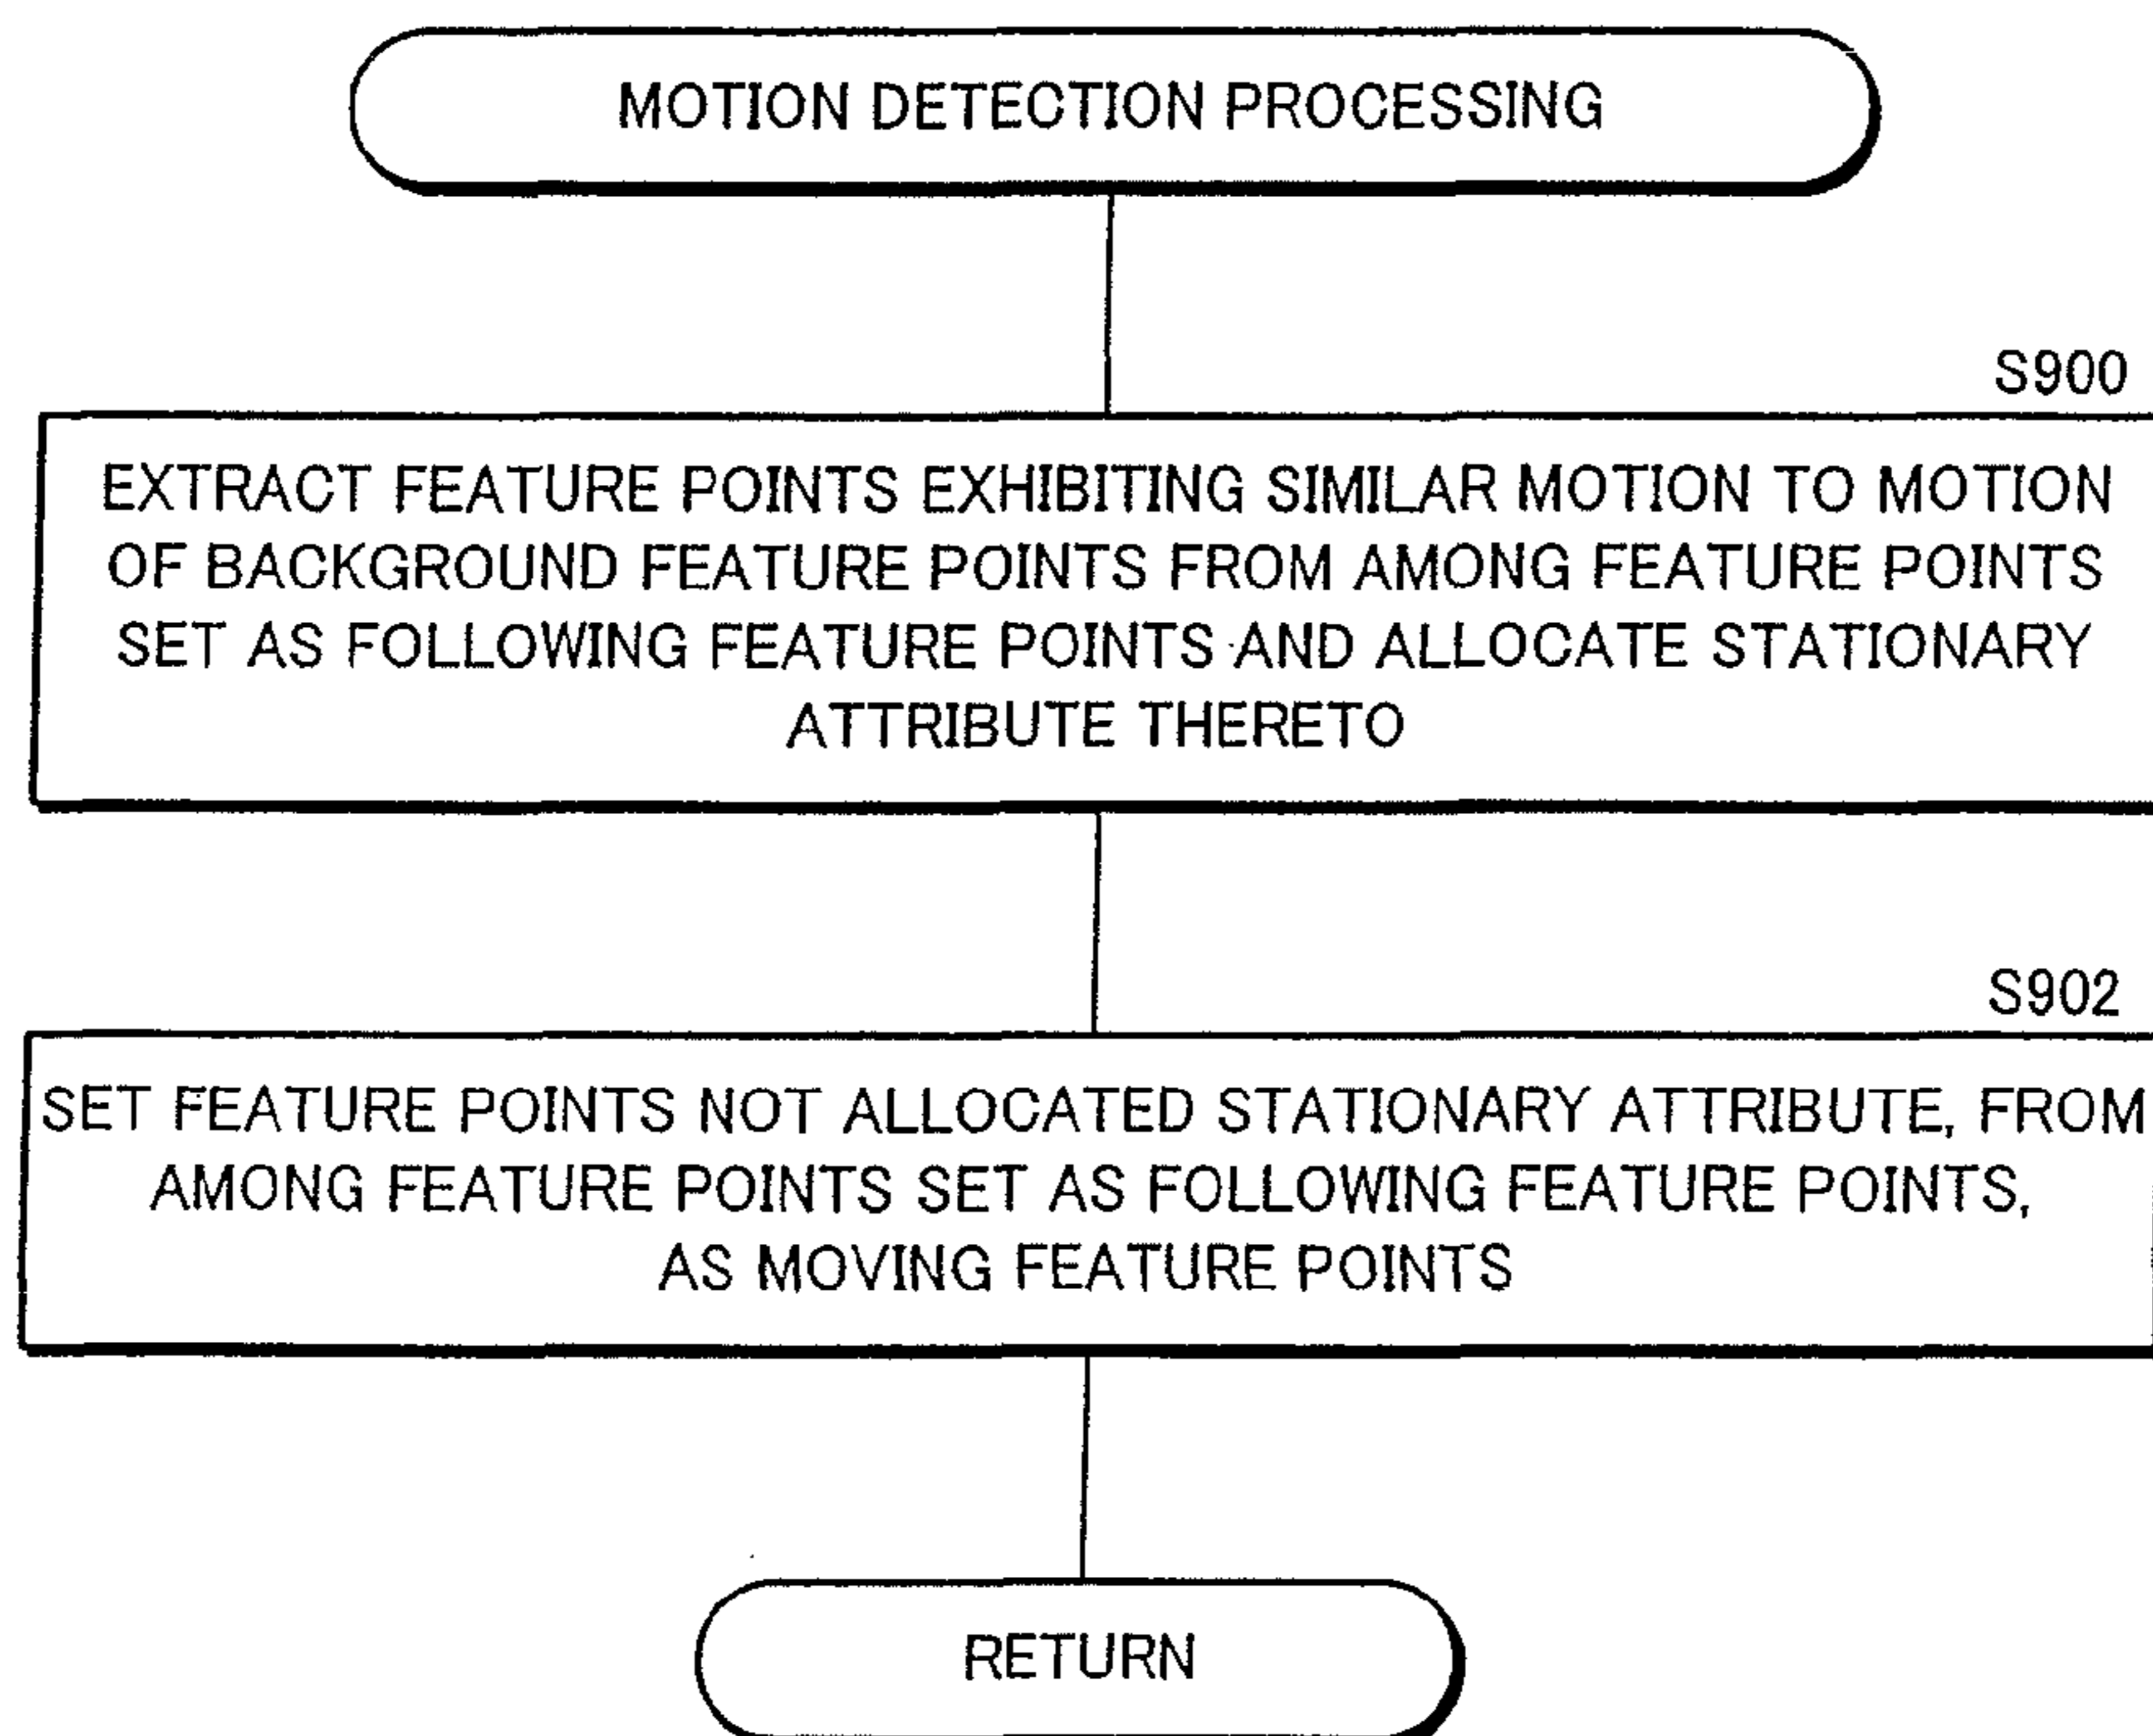 MOTION DETECTION PROCESSING
S900
EXTRACT FEATURE POINTS EXHIBITING SIMILAR MOTION TO MOTION
OF BACKGROUND FEATURE POINTS FROM AMONG FEATURE POINTS
SET AS FOLLOWING FEATURE POINTS AND ALLOCATE STATIONARY
ATTRIBUTE THERETO
S902
SET FEATURE POINTS NOT ALLOCATED STATIONARY ATTRIBUTE, FROM
AMONG FEATURE POINTS SET AS FOLLOWING FEATURE POINTS,
AS MOVING FEATURE POINTS
RETURN